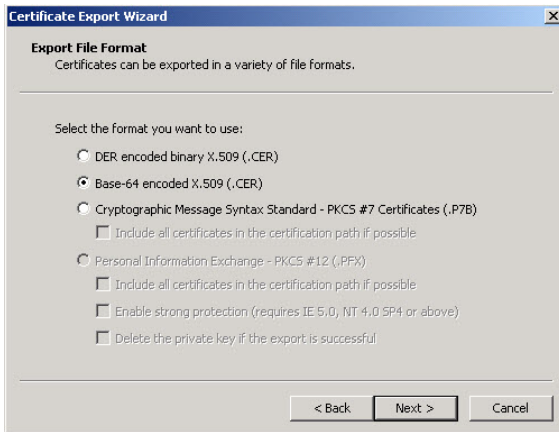 Certificate Export Wizard
Export File Format
Certificates can be exported in a variety of file formats.
Select the format you want to use:
DER encoded binary X.509 (.CER)
Base-64 encoded X.509 (.CER)
Cryptographic Message Syntax Standard - PKCS #7 Certificates (.P7B)
Include all certificates in the certification path if possible
Personal Information Exchange - PKCS #12 (.PFX)
Include all certificates in the certification path if possible
Enable strong protection (requires IE 5.0, NT 4.0 SP4 or above)
Delete the private key if the export is successful
< Back Next > Cancel